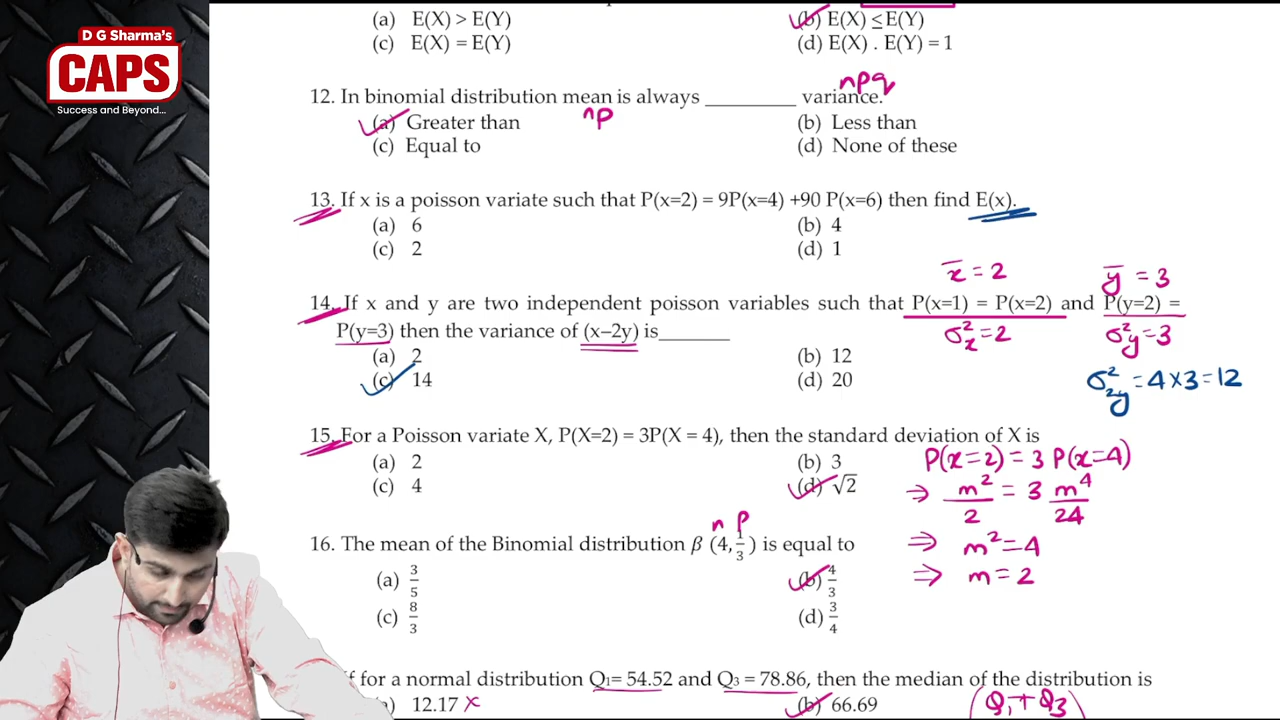 D G Sharma's
CAPS
Success and Beyond...
(a) E(X) > E(Y)
(b) E(X) ≤ E(Y)
(c) E(X) = E(Y)
(d) E(X) . E(Y) = 1
npq
12. In binomial distribution mean is always __________ variance.
np
(a) Greater than
(b) Less than
(c) Equal to
(d) None of these
13. If x is a poisson variate such that P(x=2) = 9P(x=4) +90 P(x=6) then find E(x).
(a) 6
(b) 4
(c) 2
(d) 1
x̄ = 2
ȳ = 3
14. If x and y are two independent poisson variables such that P(x=1) = P(x=2) and P(y=2) =
P(y=3) then the variance of (x–2y) is________
σ²x = 2
σ²y = 3
(a) 2
(b) 12
(c) 14
(d) 20
σ²2y = 4 × 3 = 12
15. For a Poisson variate X, P(X=2) = 3P(X = 4), then the standard deviation of X is
(a) 2
(b) 3
(c) 4
(d) √2
P(x=2) = 3 P(x=4)
⇒ m²/2 = 3 m⁴/24
⇒ m² = 4
⇒ m = 2
n p
16. The mean of the Binomial distribution β (4, 1/3) is equal to
(a) 3/5
(b) 4/3
(c) 8/3
(d) 3/4
f for a normal distribution Q1= 54.52 and Q3 = 78.86, then the median of the distribution is
) 12.17 ×
(b) 66.69
(Q1 + Q3)